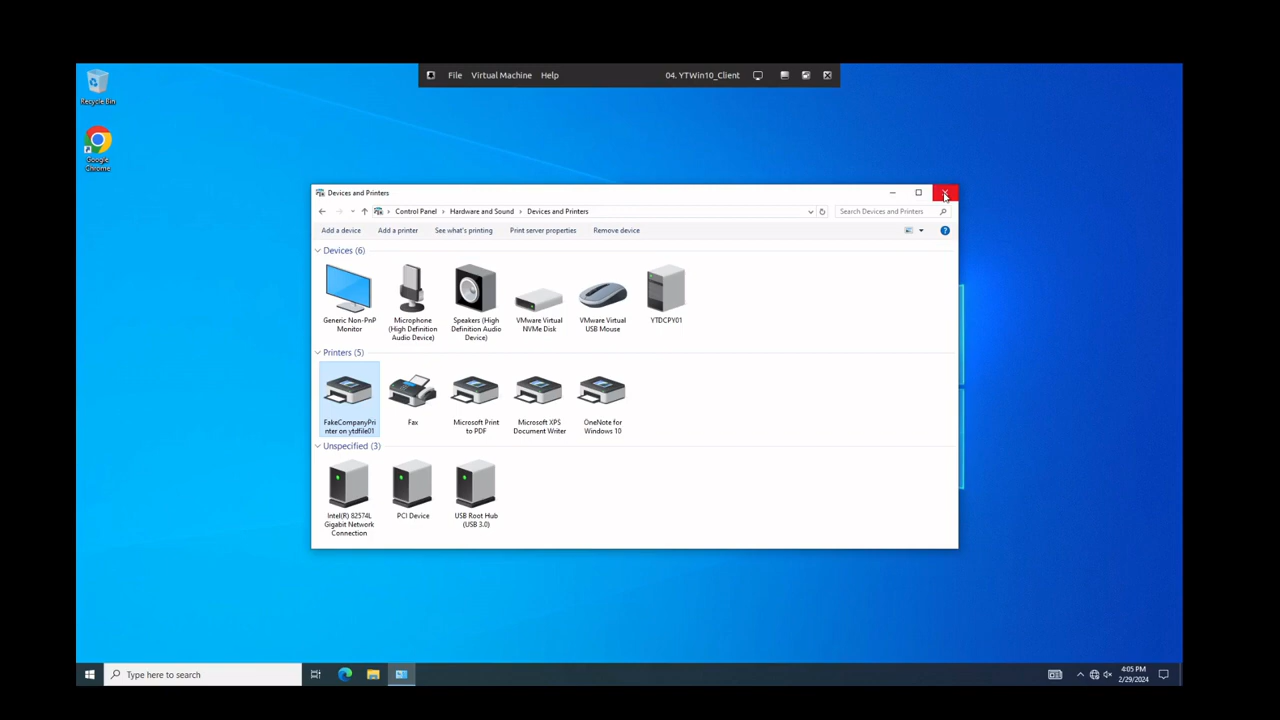 File Virtual Machine Help 04. YTWin10_Client
Recycle Bin
Google
Chrome
Devices and Printers
Control Panel › Hardware and Sound › Devices and Printers
Search Devices and Printers
Add a device Add a printer See what's printing Print server properties Remove device
Devices (6)
Generic Non-PnP
Monitor
Microphone
(High Definition
Audio Device)
Speakers (High
Definition Audio
Device)
VMware Virtual
NVMe Disk
VMware Virtual
USB Mouse
YTDCPY01
Printers (5)
FakeCompanyPri
nter on ytdfile01
Fax
Microsoft Print
to PDF
Microsoft XPS
Document Writer
OneNote for
Windows 10
Unspecified (3)
Intel(R) 82574L
Gigabit Network
Connection
PCI Device
USB Root Hub
(USB 3.0)
Type here to search
4:05 PM
2/29/2024